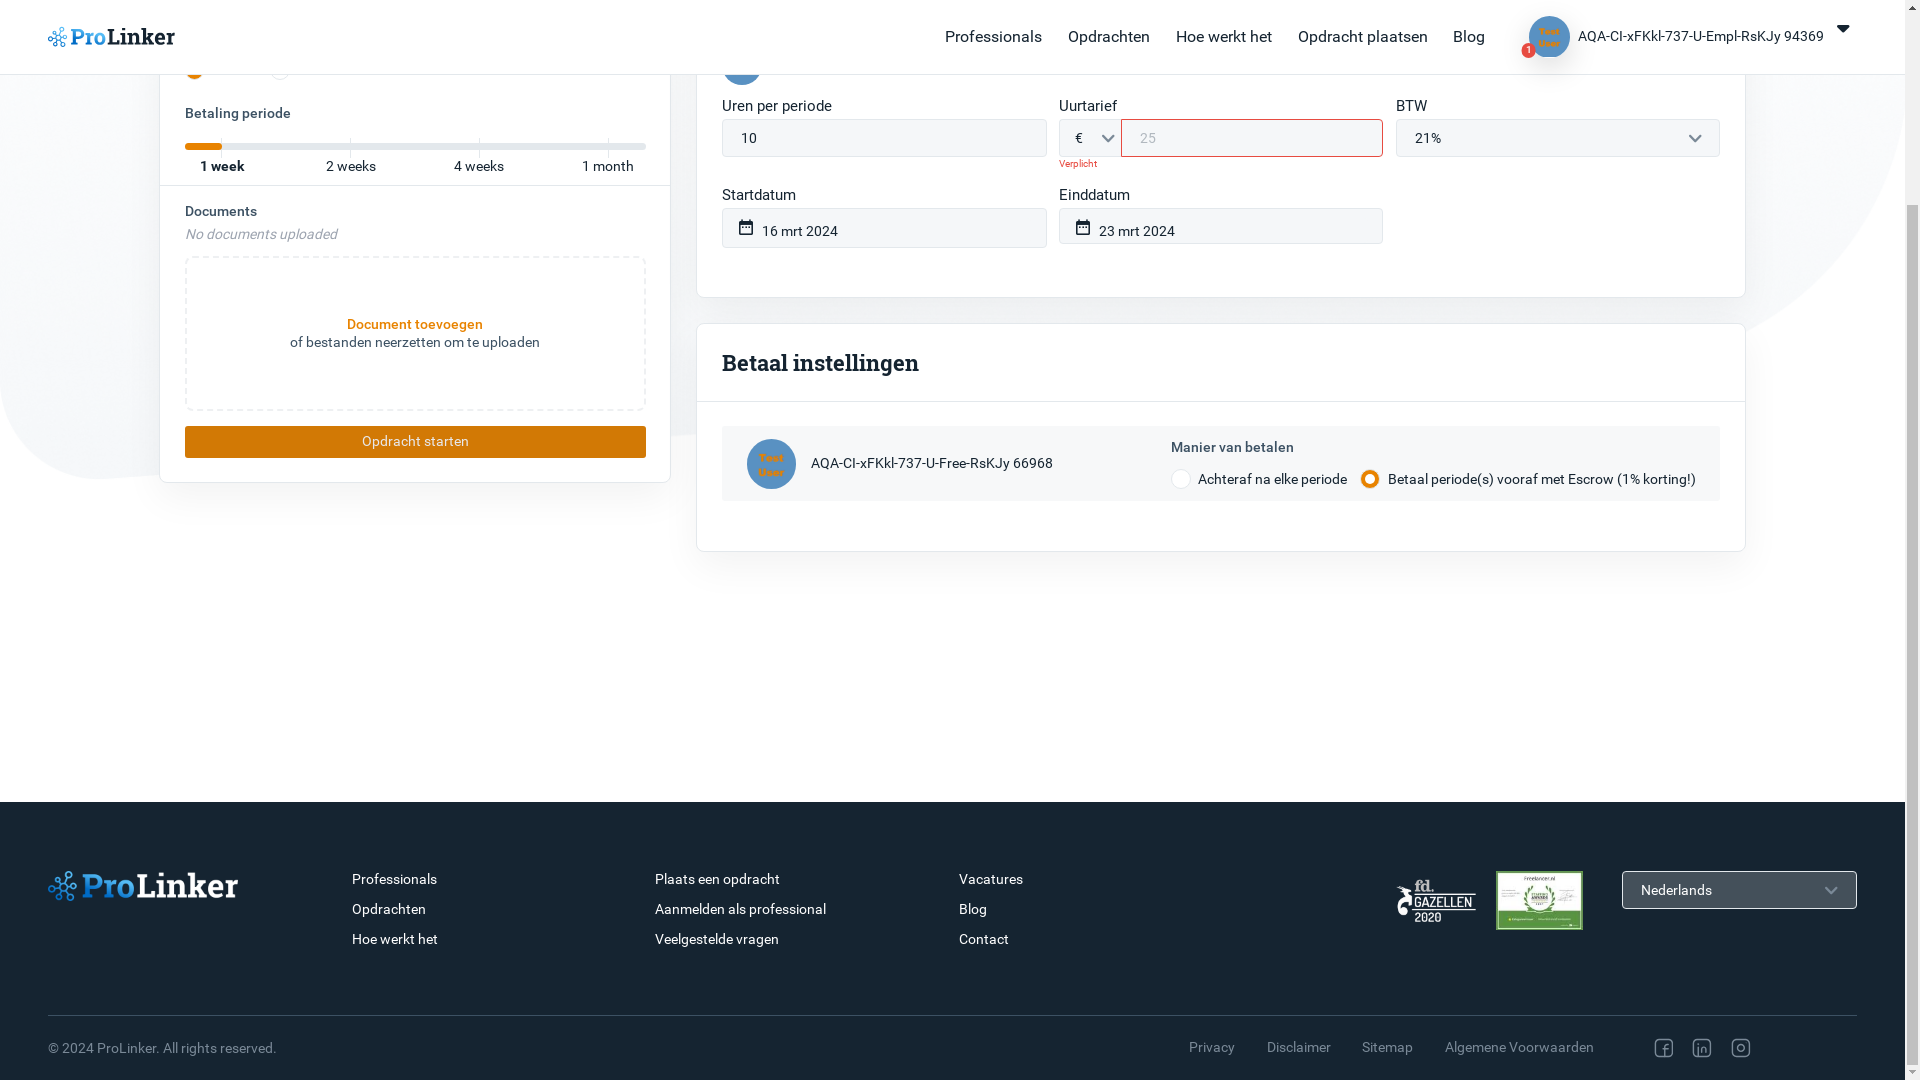 ProLinker
Professionals
Opdrachten
Hoe werkt het
Opdracht plaatsen
Blog
Test User
1
AQA-CI-xFKkl-737-U-Empl-RsKJy 94369
Betaling periode
1 week
2 weeks
4 weeks
1 month
Documents
No documents uploaded
Document toevoegen
of bestanden neerzetten om te uploaden
Opdracht starten
Uren per periode
10
Uurtarief
€
25
Verplicht
BTW
21%
Startdatum
16 mrt 2024
Einddatum
23 mrt 2024
Betaal instellingen
Test
User
AQA-CI-xFKkl-737-U-Free-RsKJy 66968
Manier van betalen
Achteraf na elke periode
Betaal periode(s) vooraf met Escrow (1% korting!)
ProLinker
Professionals
Opdrachten
Hoe werkt het
Plaats een opdracht
Aanmelden als professional
Veelgestelde vragen
Vacatures
Blog
Contact
fd.
GAZELLEN
2020
Freelancer.nl
Nederlands
© 2024 ProLinker. All rights reserved.
Privacy
Disclaimer
Sitemap
Algemene Voorwaarden